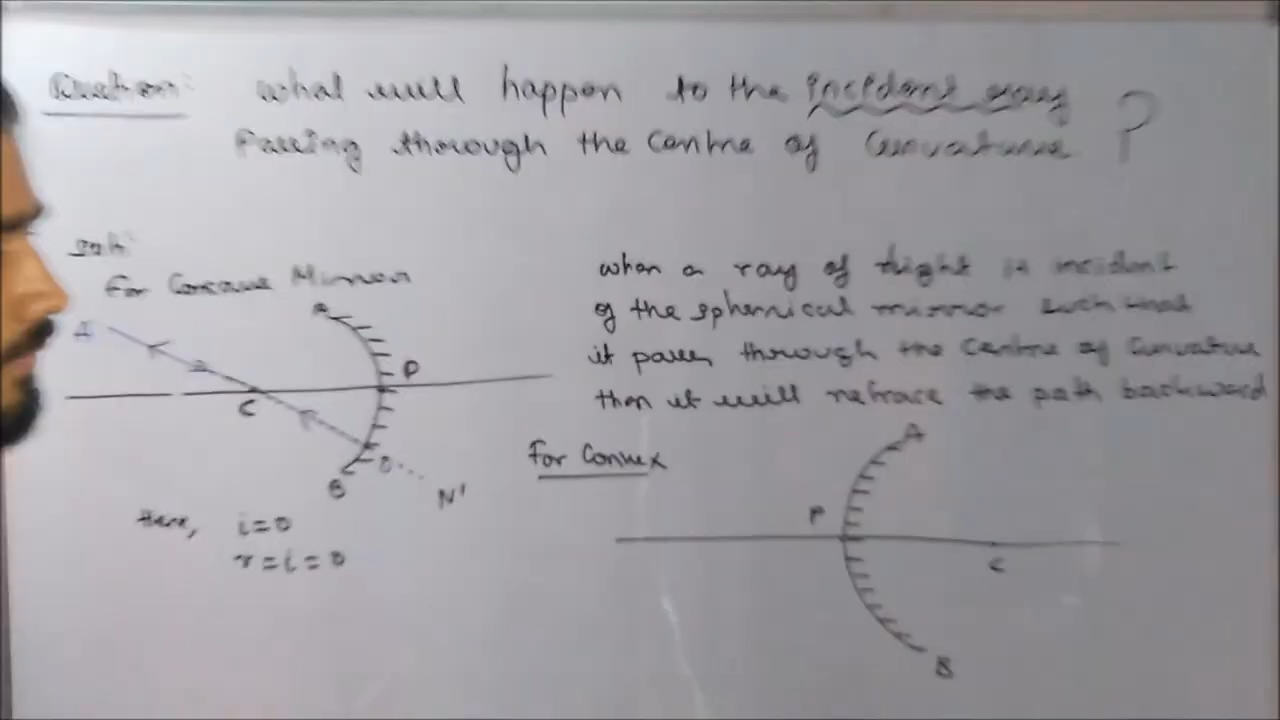 Question: what will happen to the incident ray
Passing through the Centre of Curvature ?
Soln:
For Concave Mirror
A
A
P
C
D
B
N'
Here, i=0
r=i=0
when a ray of light is incident
of the spherical mirror such that
it pass through the Centre of Curvature
then it will retrace the path backward
For Convex
A
P
C
B